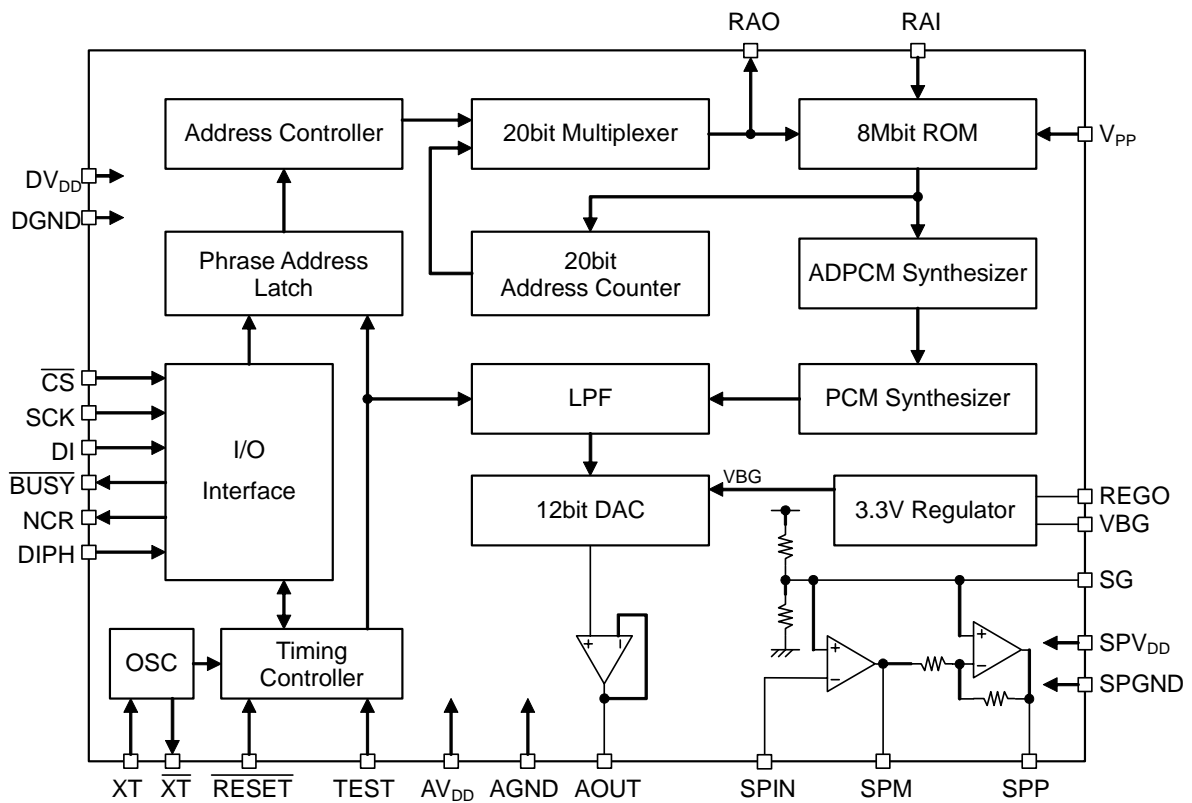 RAO RAI
Address Controller 20bit Multiplexer 8Mbit ROM VPP
DVDD
DGND
Phrase Address
Latch
20bit
Address Counter
ADPCM Synthesizer
CS
SCK
DI
BUSY
NCR
DIPH
I/O
Interface
LPF PCM Synthesizer
12bit DAC VBG 3.3V Regulator
REGO
VBG
SG
OSC
Timing
Controller
+ −
+
−
+
−
SPVDD
SPGND
XT XT RESET TEST AVDD AGND AOUT SPIN SPM SPP